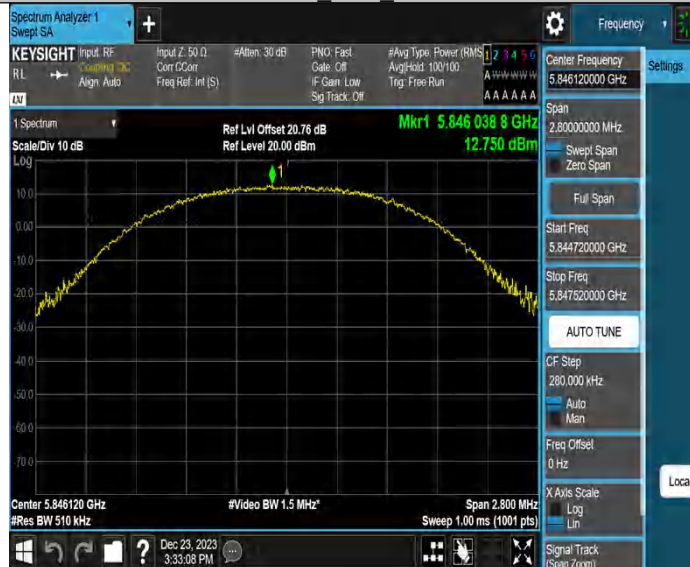 Spectrum Analyzer 1
Swept SA
+
Frequency
KEYSIGHT
RL
Input: RF
Coupling: DC
Align: Auto
Input Z: 50 Ω
Corr CCorr
Freq Ref: Int (S)
#Atten: 30 dB
PNO: Fast
Gate: Off
IF Gain: Low
Sig Track: Off
#Avg Type: Power (RMS
Avg|Hold: 100/100
Trig: Free Run
1 2 3 4 5 6
A W W W W W
A A A A A A
1 Spectrum
Scale/Div 10 dB
Ref Lvl Offset 20.76 dB
Ref Level 20.00 dBm
Mkr1 5.846 038 8 GHz
12.750 dBm
Log
1
10.0
0.00
-10.0
-20.0
-30.0
-40.0
-50.0
-60.0
-70.0
Center 5.846120 GHz
#Res BW 510 kHz
#Video BW 1.5 MHz*
Span 2.800 MHz
Sweep 1.00 ms (1001 pts)
?
Dec 23, 2023
3:33:08 PM
Center Frequency
5.846120000 GHz
Span
2.80000000 MHz
Swept Span
Zero Span
Full Span
Start Freq
5.844720000 GHz
Stop Freq
5.847520000 GHz
AUTO TUNE
CF Step
280.000 kHz
Auto
Man
Freq Offset
0 Hz
X Axis Scale
Log
Lin
Signal Track
(Span Zoom)
Settings
Loca